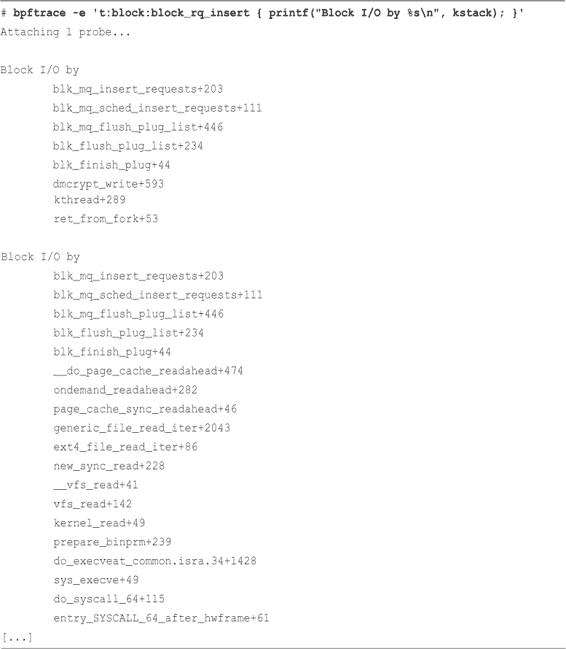 # bpftrace -e 't:block:block_rq_insert { printf("Block I/O by %s\n", kstack); }'
Attaching 1 probe...
Block I/O by
blk_mq_insert_requests+203
blk_mq_sched_insert_requests+111
blk_mq_flush_plug_list+446
blk_flush_plug_list+234
blk_finish_plug+44
dmcrypt_write+593
kthread+289
ret_from_fork+53
Block I/O by
blk_mq_insert_requests+203
blk_mq_sched_insert_requests+111
blk_mq_flush_plug_list+446
blk_flush_plug_list+234
blk_finish_plug+44
__do_page_cache_readahead+474
ondemand_readahead+282
page_cache_sync_readahead+46
generic_file_read_iter+2043
ext4_file_read_iter+86
new_sync_read+228
__vfs_read+41
vfs_read+142
kernel_read+49
prepare_binprm+239
do_execveat_common.isra.34+1428
sys_execve+49
do_syscall_64+115
entry_SYSCALL_64_after_hwframe+61
[...]